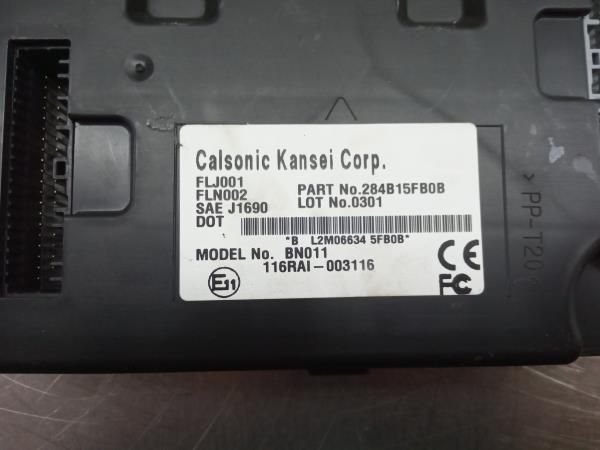 Calsonic Kansei Corp.
FLJ001
FLN002 PART No.284B15FB0B
SAE J1690 LOT No.0301
DOT
*B L2M06634 5FB0B*
MODEL No. BN011
116RAI-003116
E11
CE
FC
>PP-T20